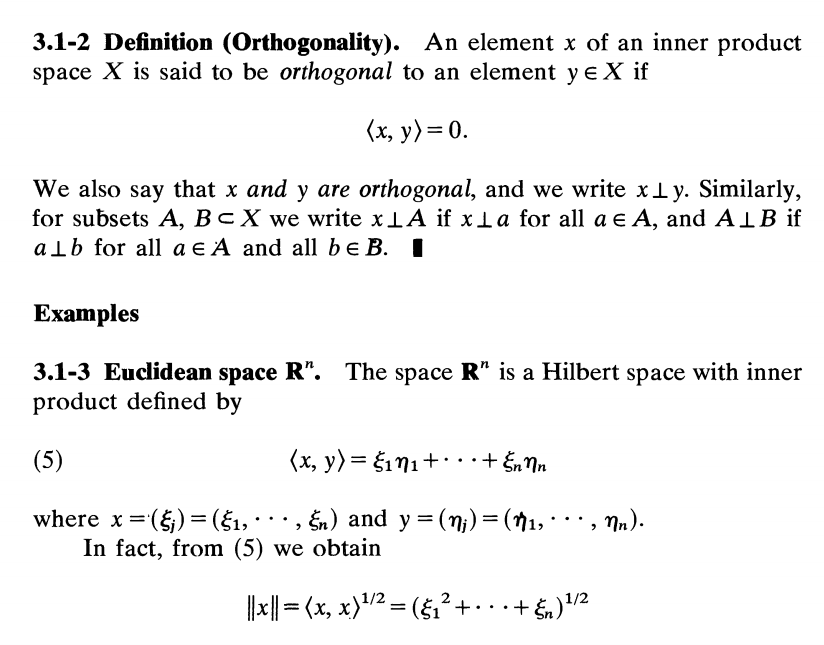 3.1-2 Definition (Orthogonality). An element x of an inner product
space X is said to be orthogonal to an element y ∈ X if
⟨x, y⟩ = 0.
We also say that x and y are orthogonal, and we write x ⊥ y. Similarly,
for subsets A, B ⊂ X we write x ⊥ A if x ⊥ a for all a ∈ A, and A ⊥ B if
a ⊥ b for all a ∈ A and all b ∈ B. ▮
Examples
3.1-3 Euclidean space Rⁿ. The space Rⁿ is a Hilbert space with inner
product defined by
(5) ⟨x, y⟩ = ξ₁η₁ + · · · + ξₙηₙ
where x = (ξⱼ) = (ξ₁, · · · , ξₙ) and y = (ηⱼ) = (η₁, · · · , ηₙ).
In fact, from (5) we obtain
‖x‖ = ⟨x, x⟩^{1/2} = (ξ₁² + · · · + ξₙ)^{1/2}